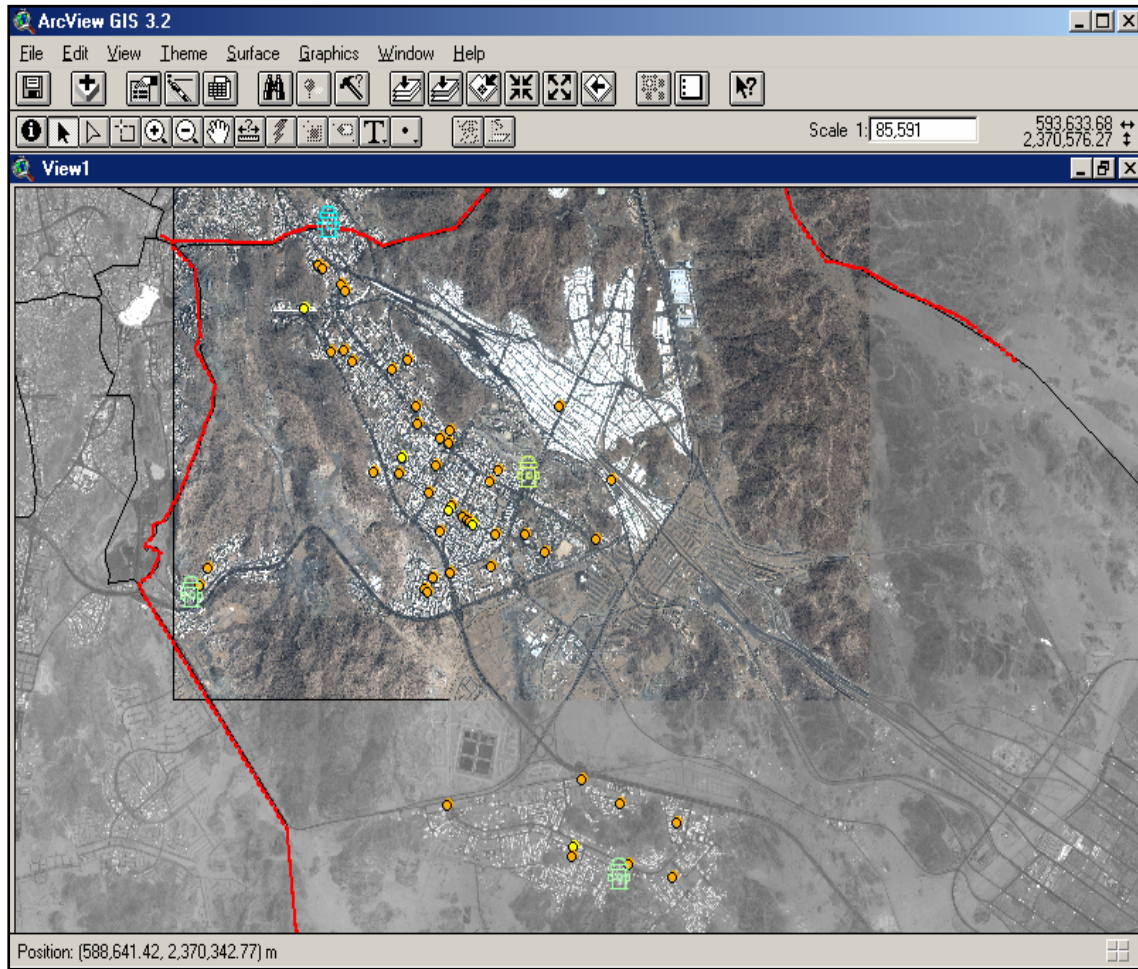 ArcView GIS 3.2
File Edit View Theme Surface Graphics Window Help
Scale 1: 85,591
593,633.68
2,370,576.27
View1
Position: (588,641.42, 2,370,342.77) m